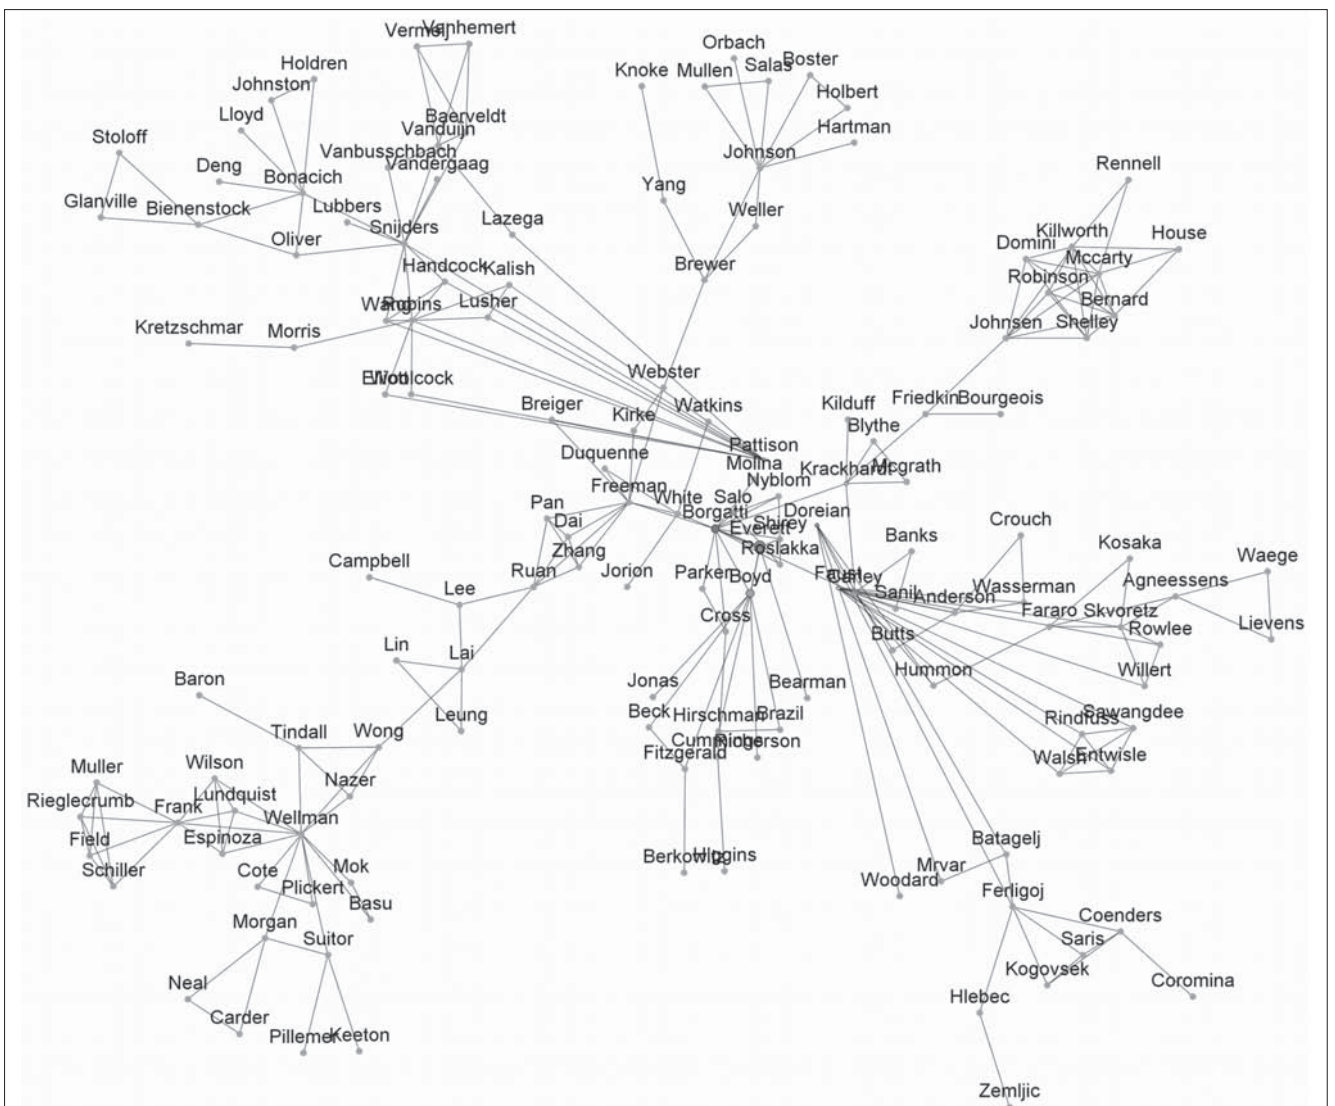 Vanhemert
Orbach
Salas
Boster
Holdren
Knoke
Mullen
Johnston
Holbert
Lloyd
Baerveldt
Vanduijn
Hartman
Stoloff
Vanbusschbach
Johnson
Deng
Vandergaag
Rennell
Bonacich
Yang
Glanville
Bienenstock
Lubbers
Lazega
Weller
Snijders
Killworth
House
Oliver
Domini
Mccarty
Handcock
Kalish
Brewer
Robinson
Lusher
Bernard
Kretzschmar
Morris
Johnsen
Shelley
Webster
Breiger
Kirke
Watkins
Kilduff
Friedkin
Bourgeois
Blythe
Pattison
Duquenne
Molina
Krackhardt
Mcgrath
Nyblom
Freeman
Pan
White
Salo
Borgatti
Doreian
Dai
Everett
Shirey
Crouch
Zhang
Roslakka
Banks
Kosaka
Campbell
Ruan
Jorion
Parker
Boyd
Faust
Waege
Agneessens
Lee
Sanil
Anderson
Wasserman
Cross
Fararo
Skvoretz
Lievens
Butts
Rowlee
Lin
Lai
Hummon
Willert
Baron
Jonas
Bearman
Leung
Beck
Hirschman
Brazil
Sawangdee
Tindall
Wong
Rindfuss
Fitzgerald
Walsh
Entwisle
Muller
Wilson
Nazer
Rieglecrumb
Frank
Lundquist
Wellman
Field
Espinoza
Batagelj
Schiller
Cote
Mok
Berkowitz
HIggins
Mrvar
Plickert
Woodard
Basu
Ferligoj
Morgan
Coenders
Suitor
Saris
Kogovsek
Neal
Coromina
Hlebec
Carder
Pillemer
Keeton
Zemljic